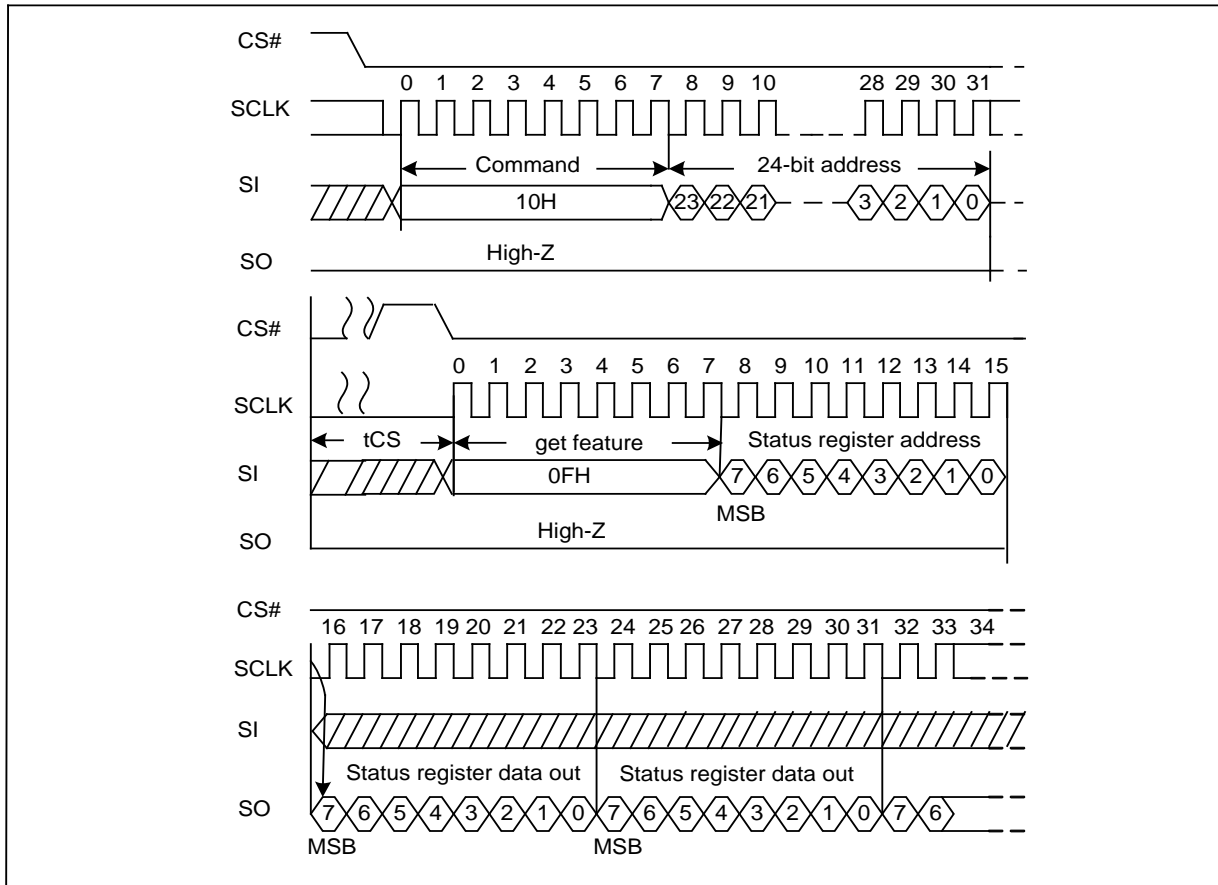 CS#
0 1 2 3 4 5 6 7 8 9 10 28 29 30 31
SCLK
Command 24-bit address
SI
10H 23 22 21 3 2 1 0
High-Z
SO
CS#
0 1 2 3 4 5 6 7 8 9 10 11 12 13 14 15
SCLK
tCS get feature Status register address
SI
0FH 7 6 5 4 3 2 1 0
MSB
High-Z
SO
CS#
16 17 18 19 20 21 22 23 24 25 26 27 28 29 30 31 32 33 34
SCLK
SI
Status register data out Status register data out
SO
7 6 5 4 3 2 1 0 7 6 5 4 3 2 1 0 7 6
MSB MSB